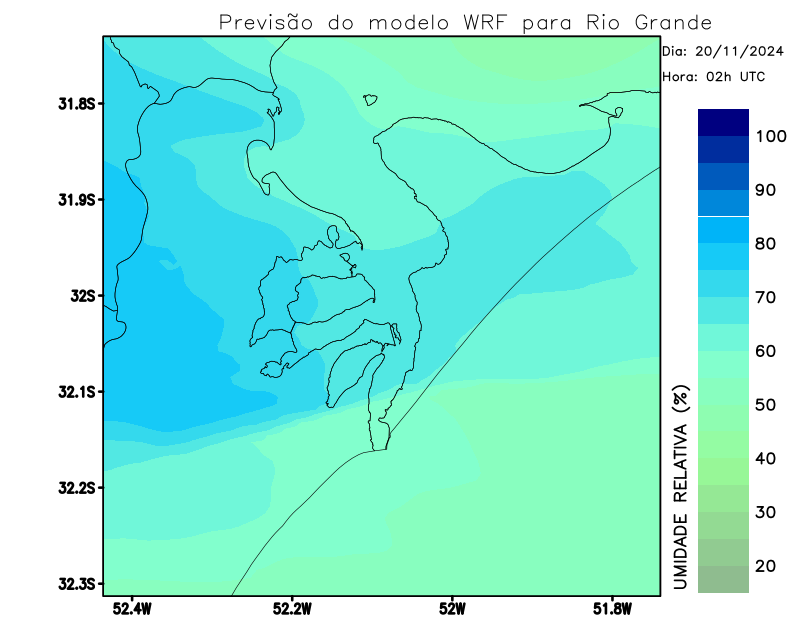 Previsão do modelo WRF para Rio Grande
Dia: 20/11/2024
Hora: 02h UTC
31.8S
31.9S
32S
32.1S
32.2S
32.3S
52.4W
52.2W
52W
51.8W
UMIDADE RELATIVA (%)
100
90
80
70
60
50
40
30
20